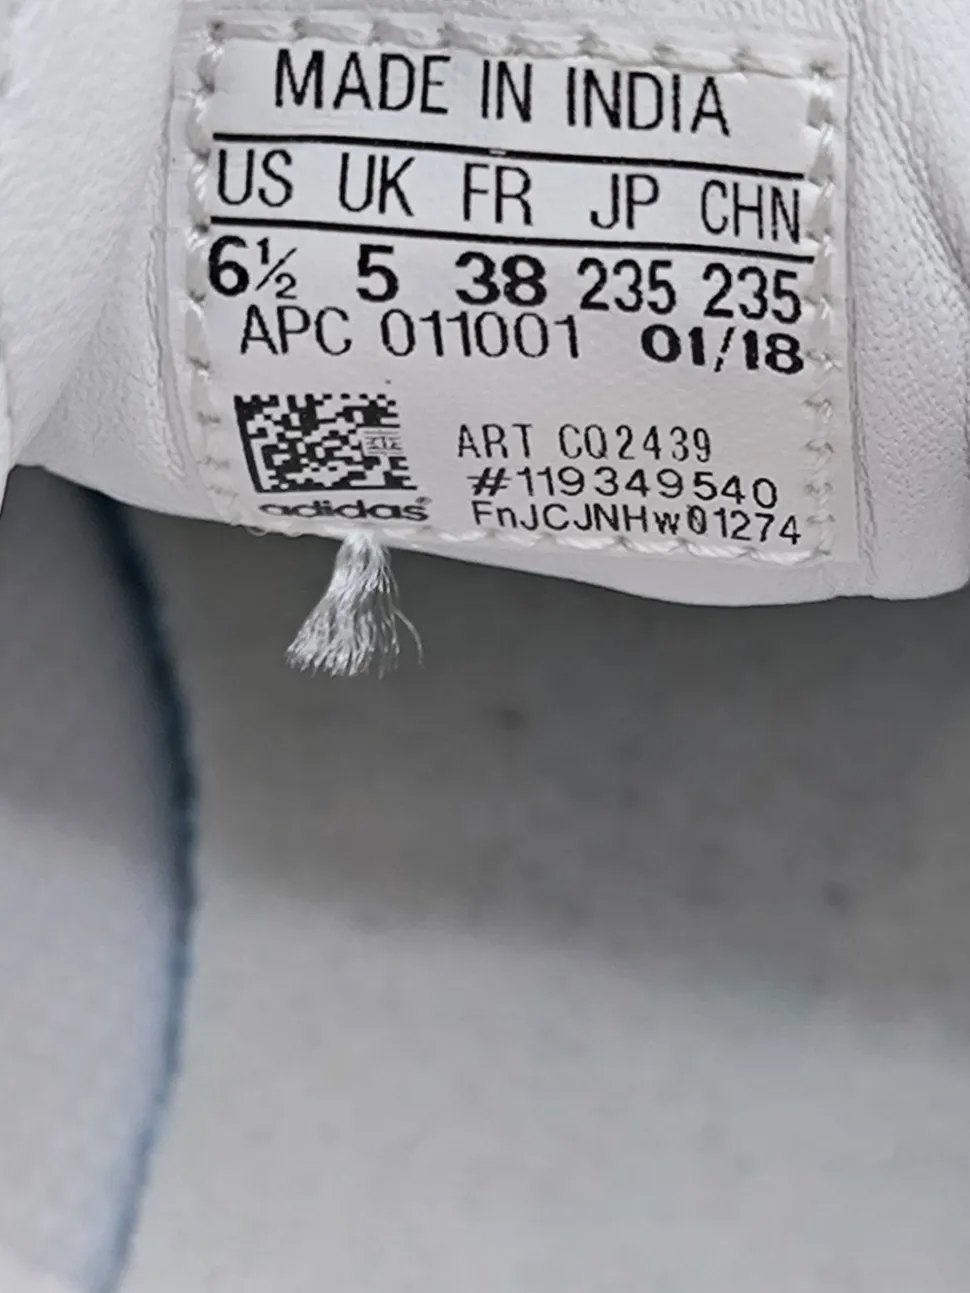 MADE IN INDIA
US UK FR JP CHN
6½ 5 38 235 235
APC 011001 01/18
ART CQ2439
#119349540
adidas®
FnJCJNHw01274